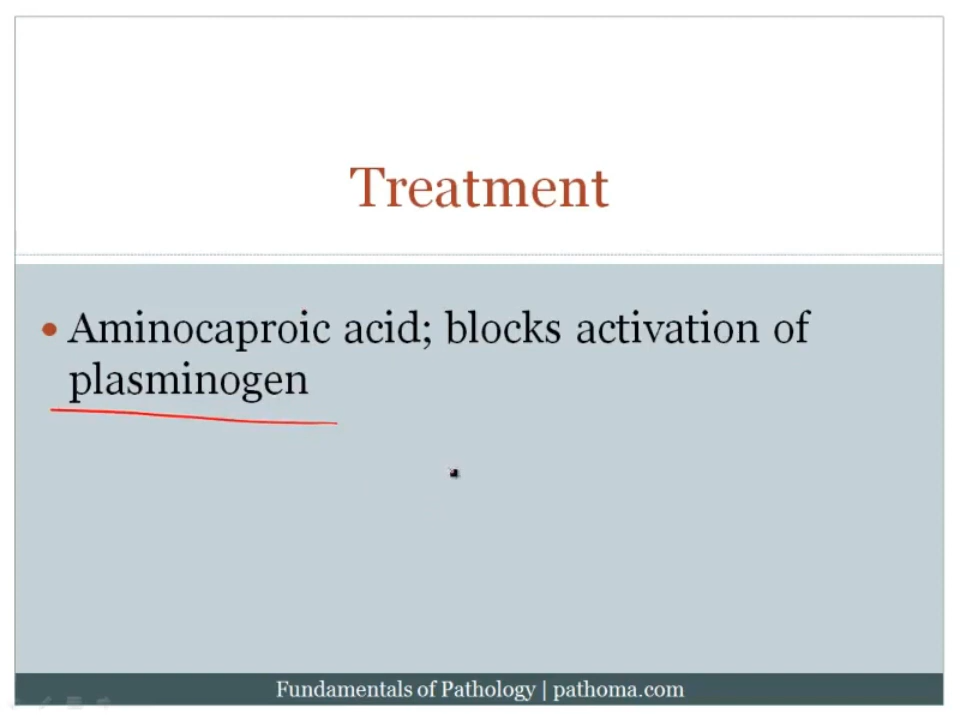 Treatment
• Aminocaproic acid; blocks activation of
plasminogen
Fundamentals of Pathology | pathoma.com